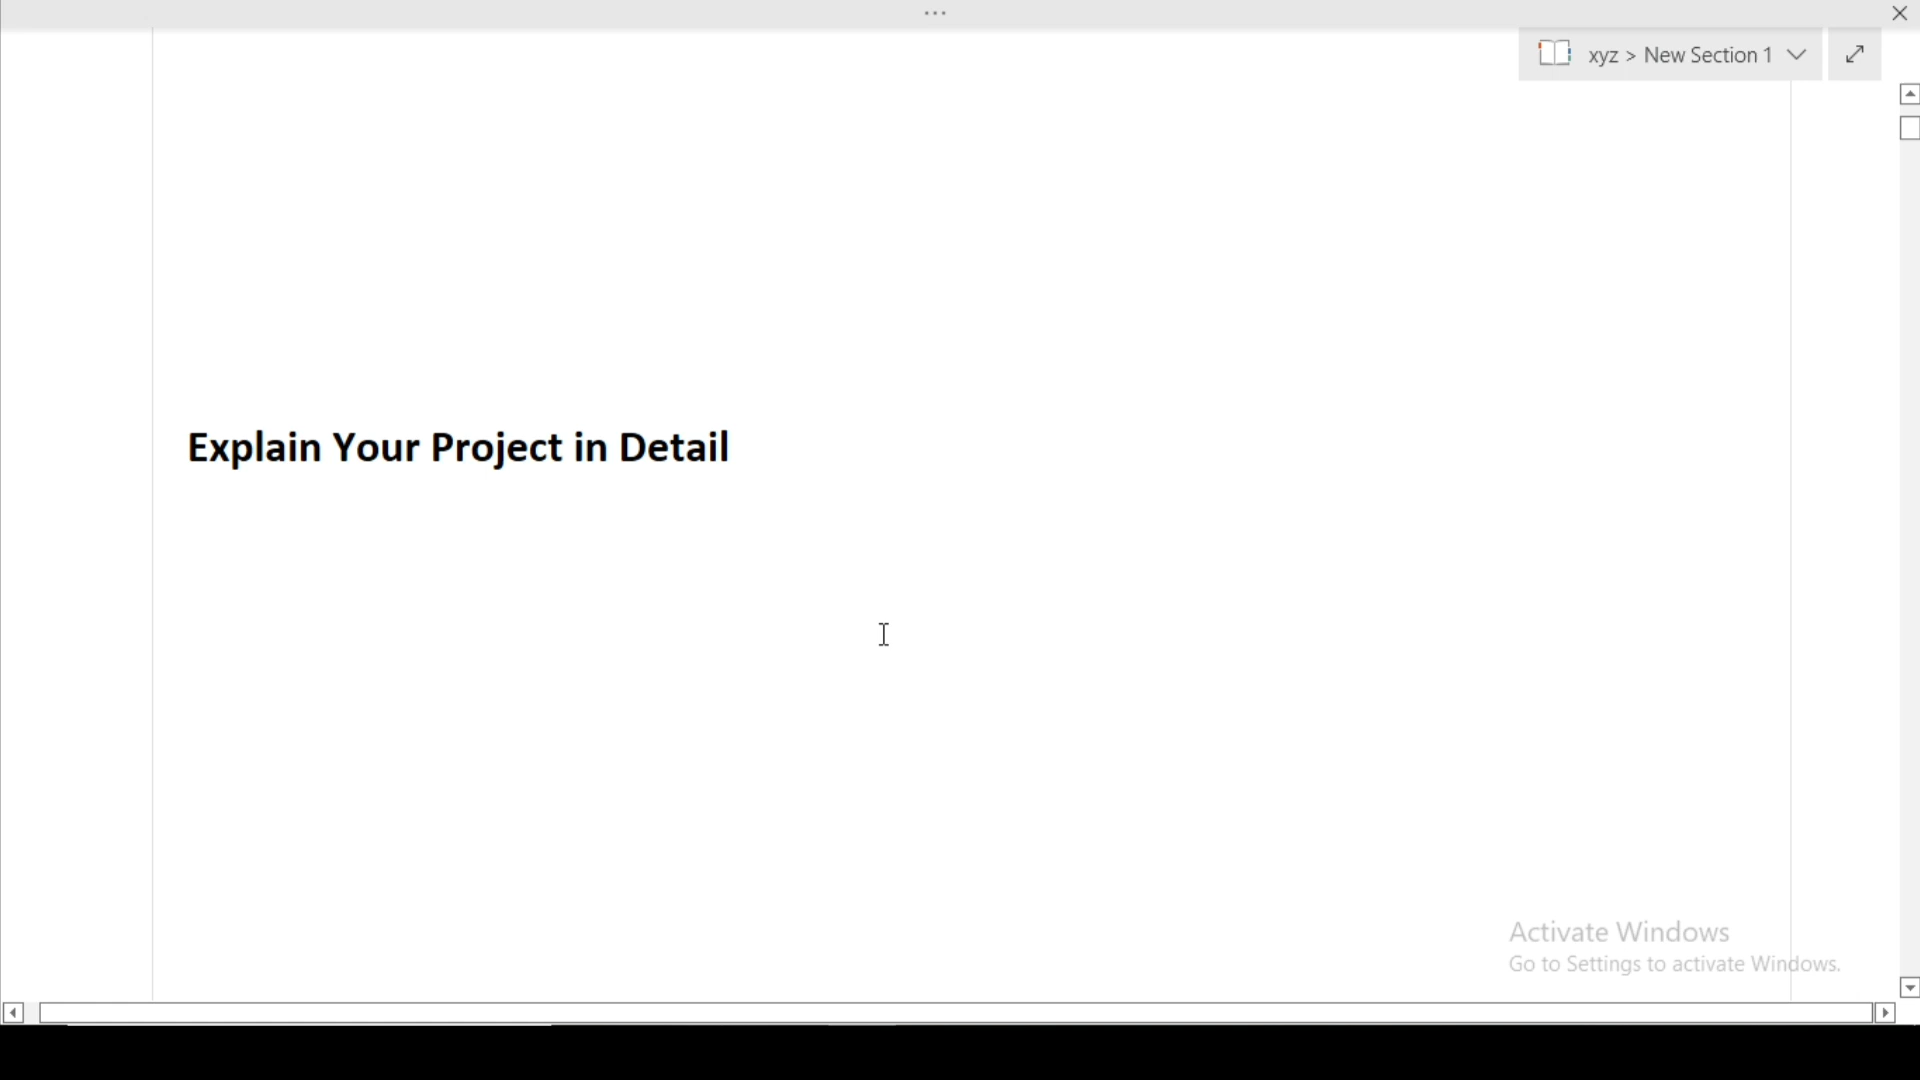 xyz > New Section 1
Explain Your Project in Detail
Activate Windows
Go to Settings to activate Windows.